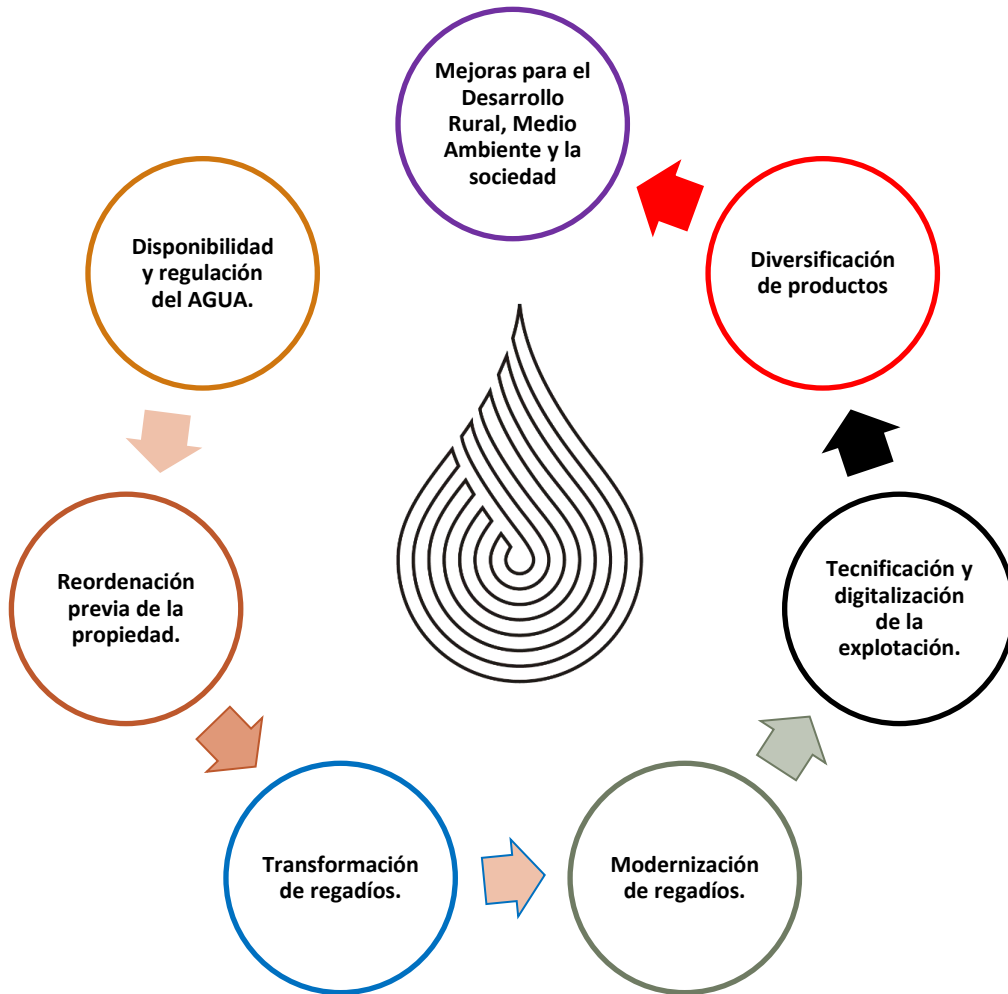 Mejoras para el
Desarrollo
Rural, Medio
Ambiente y la
sociedad
Disponibilidad
y regulación
del AGUA.
Reordenación
previa de la
propiedad.
Transformación
de regadíos.
Modernización
de regadíos.
Tecnificación y
digitalización
de la
explotación.
Diversificación
de productos